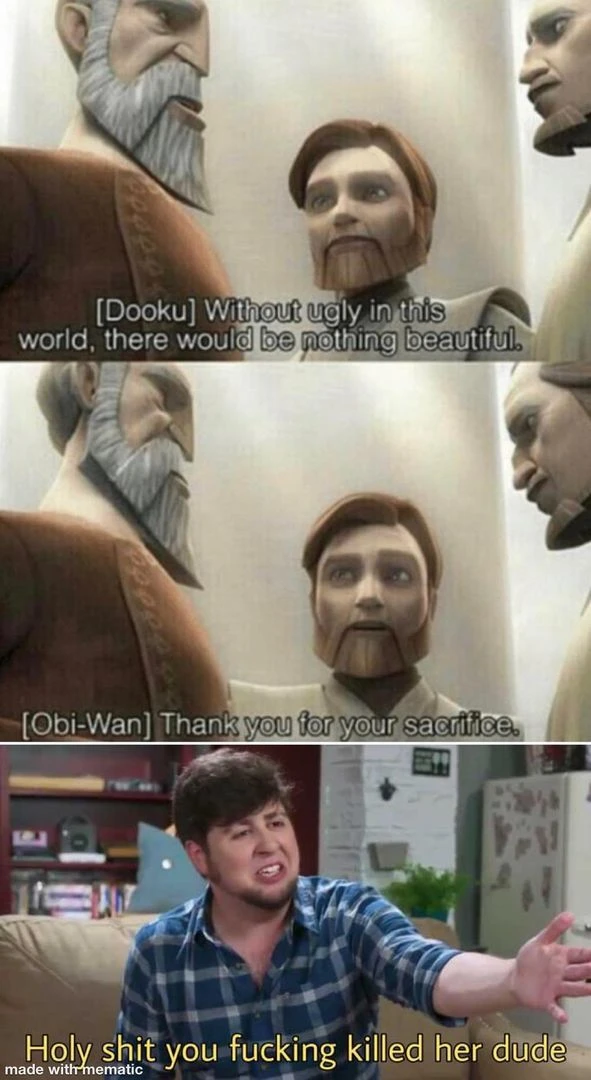 [Dooku] Without ugly in this
world, there would be nothing beautiful.
[Obi-Wan] Thank you for your sacrifice.
Holy shit you fucking killed her dude
made with mematic